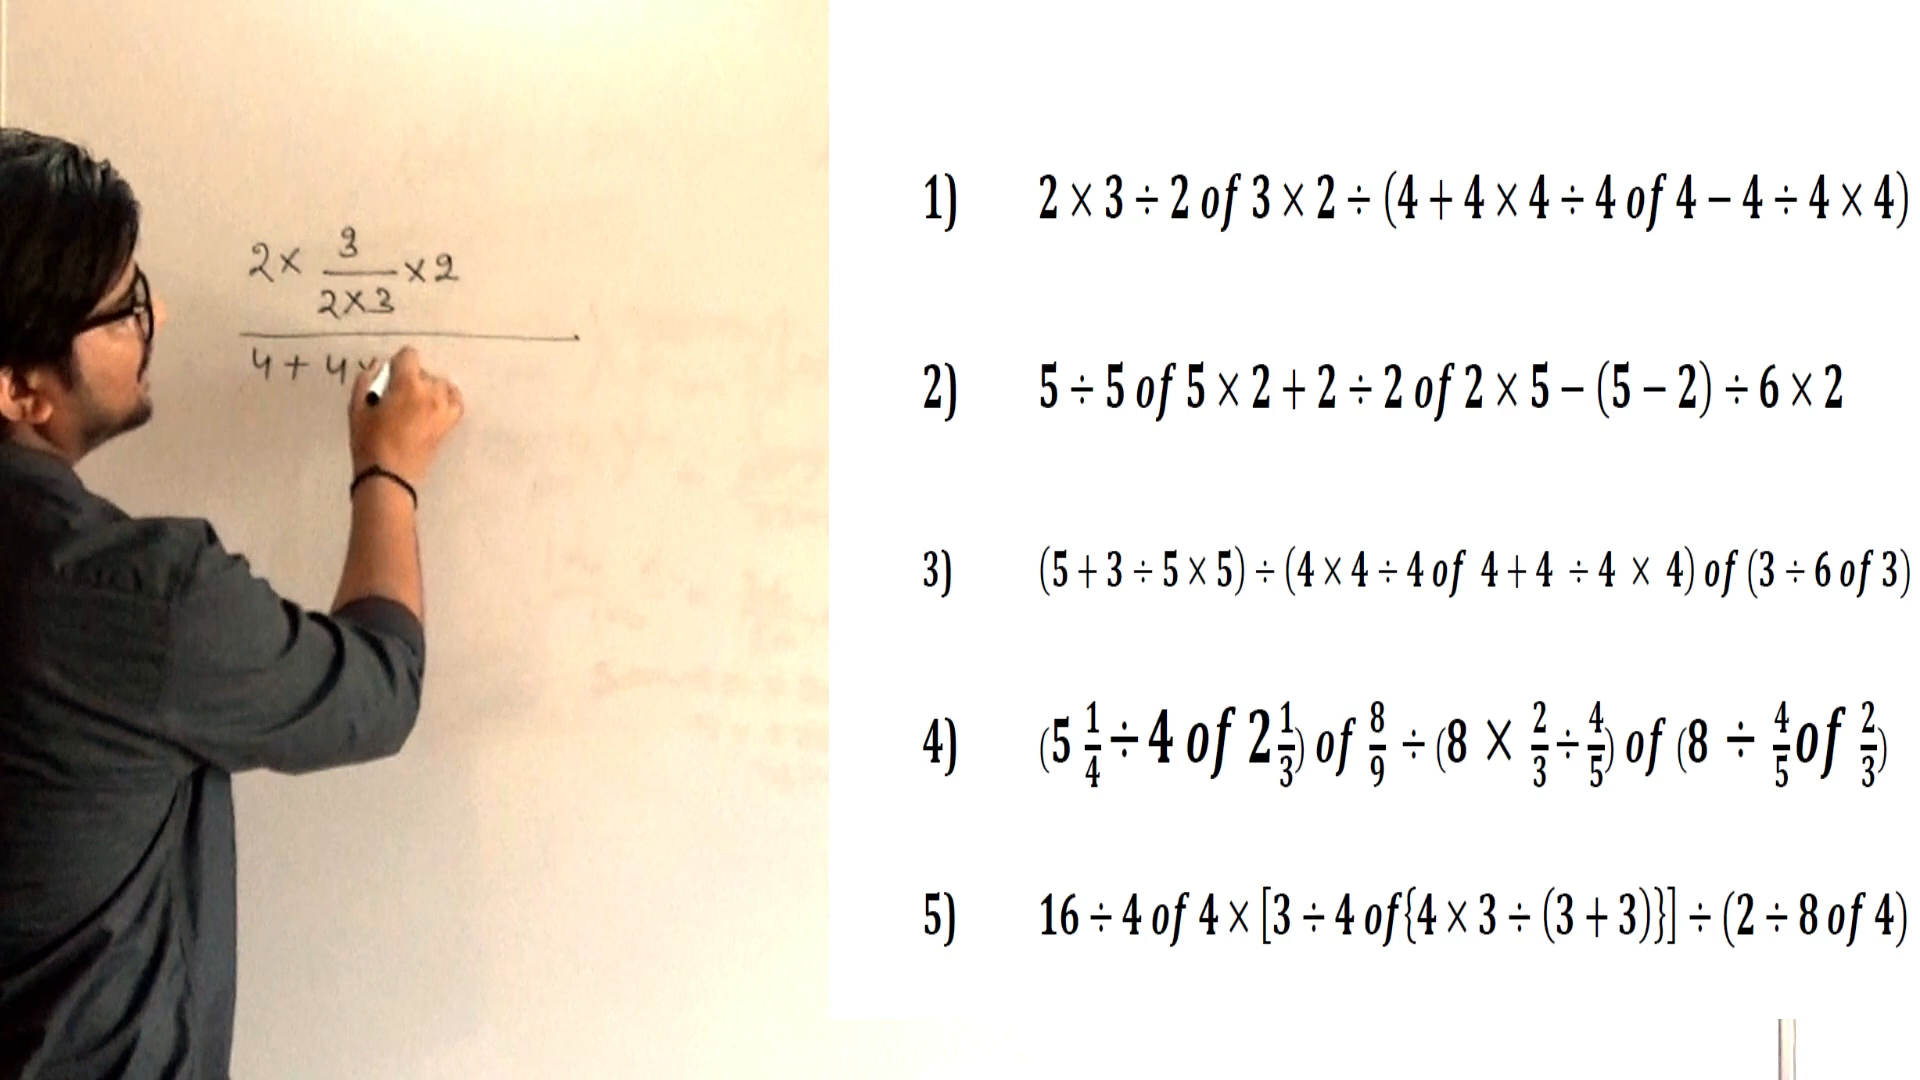 2 × 3/(2×3) × 2
4 + 4
1) 2 × 3 ÷ 2 of 3 × 2 ÷ (4 + 4 × 4 ÷ 4 of 4 − 4 ÷ 4 × 4)
2) 5 ÷ 5 of 5 × 2 + 2 ÷ 2 of 2 × 5 − (5 − 2) ÷ 6 × 2
3) (5 + 3 ÷ 5 × 5) ÷ (4 × 4 ÷ 4 of 4 + 4 ÷ 4 × 4) of (3 ÷ 6 of 3)
4) (5 1/4 ÷ 4 of 2 1/3) of 8/9 ÷ (8 × 2/3 ÷ 4/5) of (8 ÷ 4/5 of 2/3)
5) 16 ÷ 4 of 4 × [3 ÷ 4 of{4 × 3 ÷ (3 + 3)}] ÷ (2 ÷ 8 of 4)